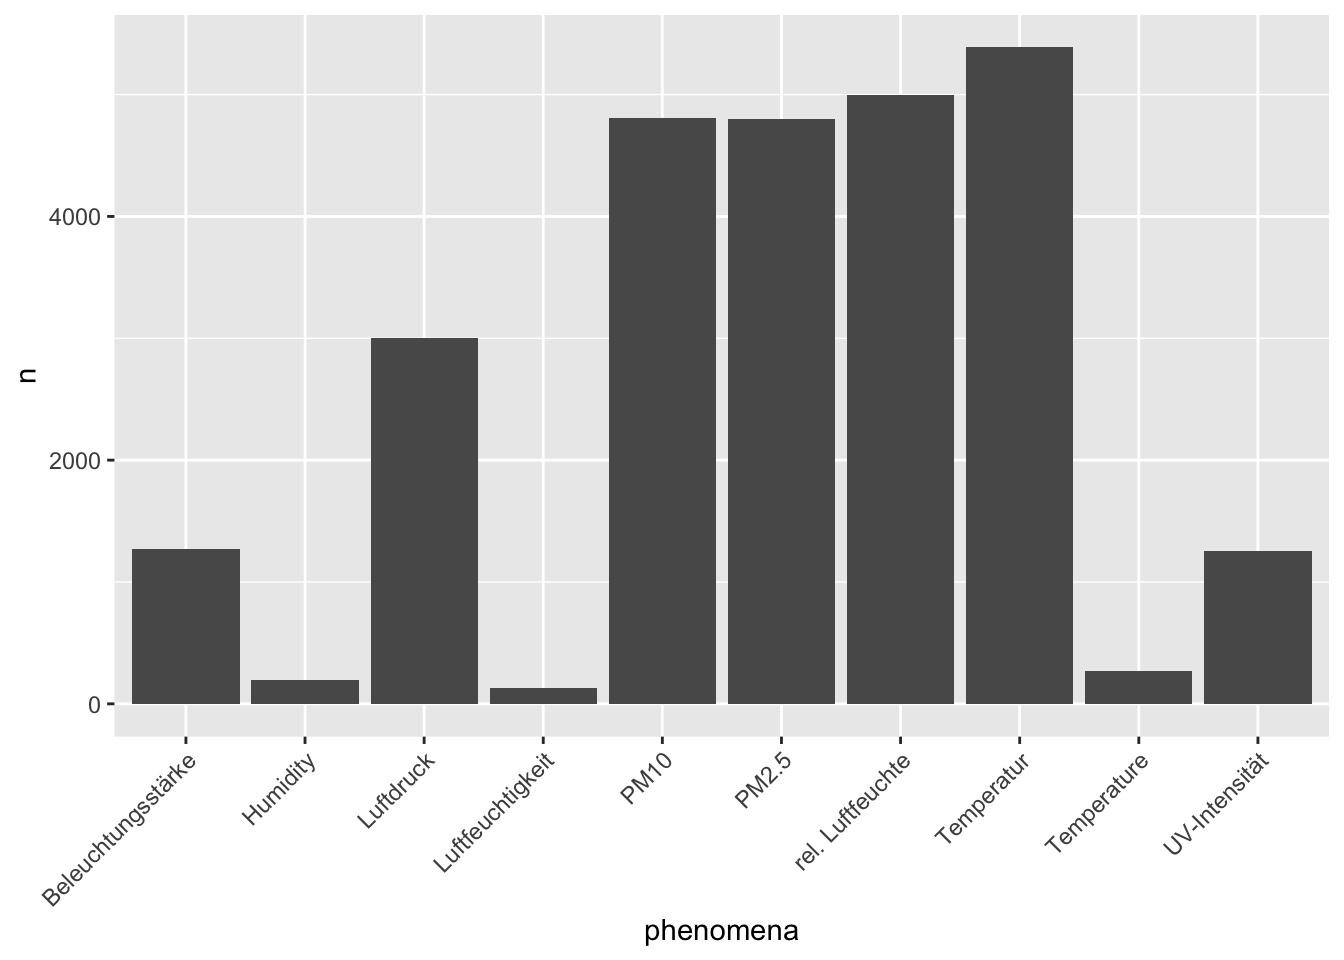 n
4000
2000
0
Beleuchtungsstärke
Humidity
Luftdruck
Luftfeuchtigkeit
PM10
PM2.5
rel. Luftfeuchte
Temperatur
Temperature
UV-Intensität
phenomena